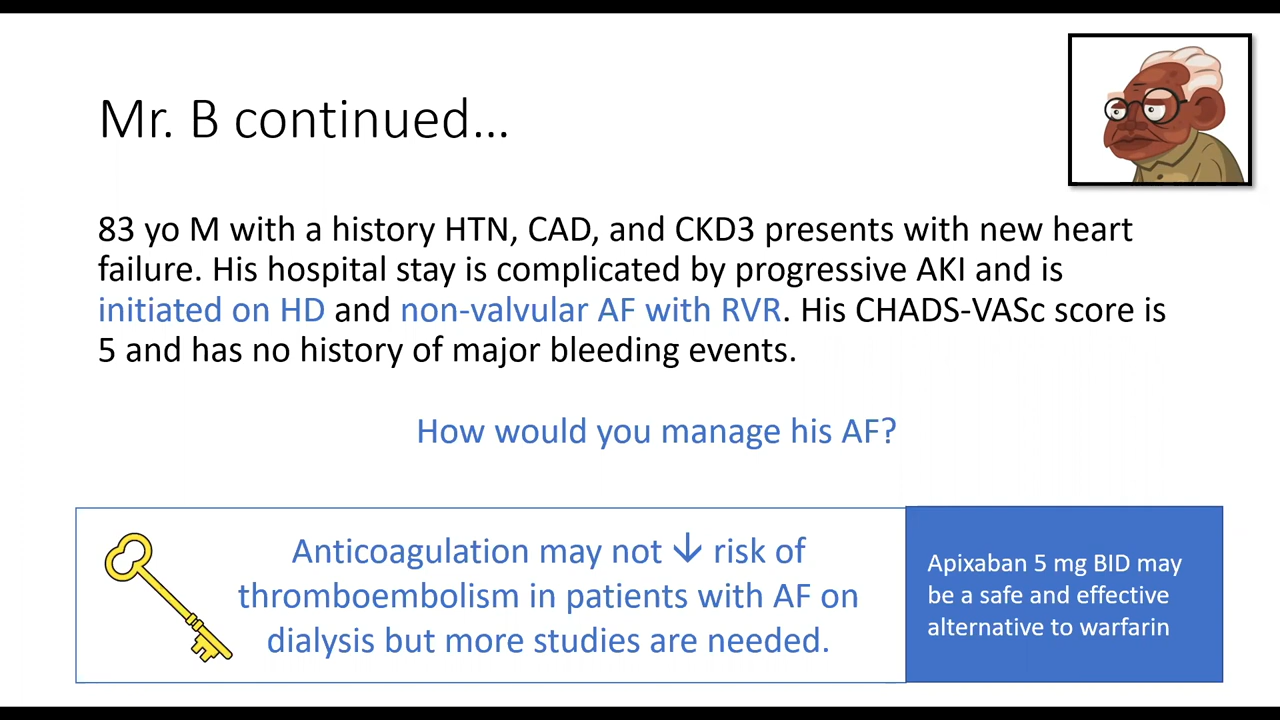 Mr. B continued...
83 yo M with a history HTN, CAD, and CKD3 presents with new heart
failure. His hospital stay is complicated by progressive AKI and is
initiated on HD and non-valvular AF with RVR. His CHADS-VASc score is
5 and has no history of major bleeding events.
How would you manage his AF?
Anticoagulation may not ↓ risk of
thromboembolism in patients with AF on
dialysis but more studies are needed.
Apixaban 5 mg BID may
be a safe and effective
alternative to warfarin